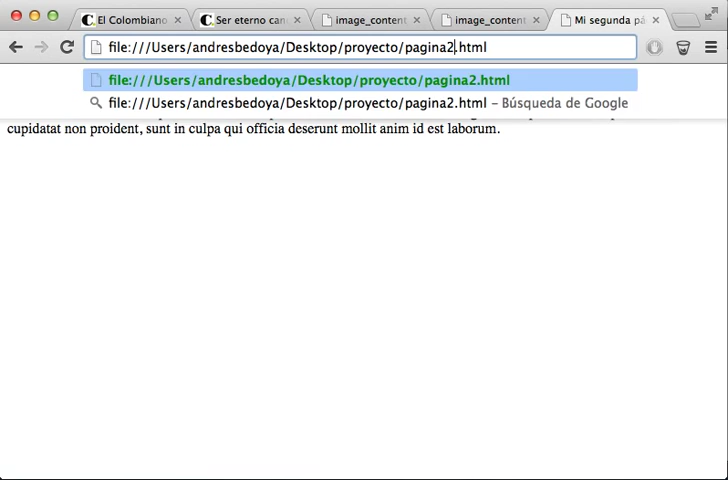 El Colombiano
Ser eterno can
image_content
image_content
Mi segunda pá
file:///Users/andresbedoya/Desktop/proyecto/pagina2.html
file:///Users/andresbedoya/Desktop/proyecto/pagina2.html
file:///Users/andresbedoya/Desktop/proyecto/pagina2.html – Búsqueda de Google
cupidatat non proident, sunt in culpa qui officia deserunt mollit anim id est laborum.